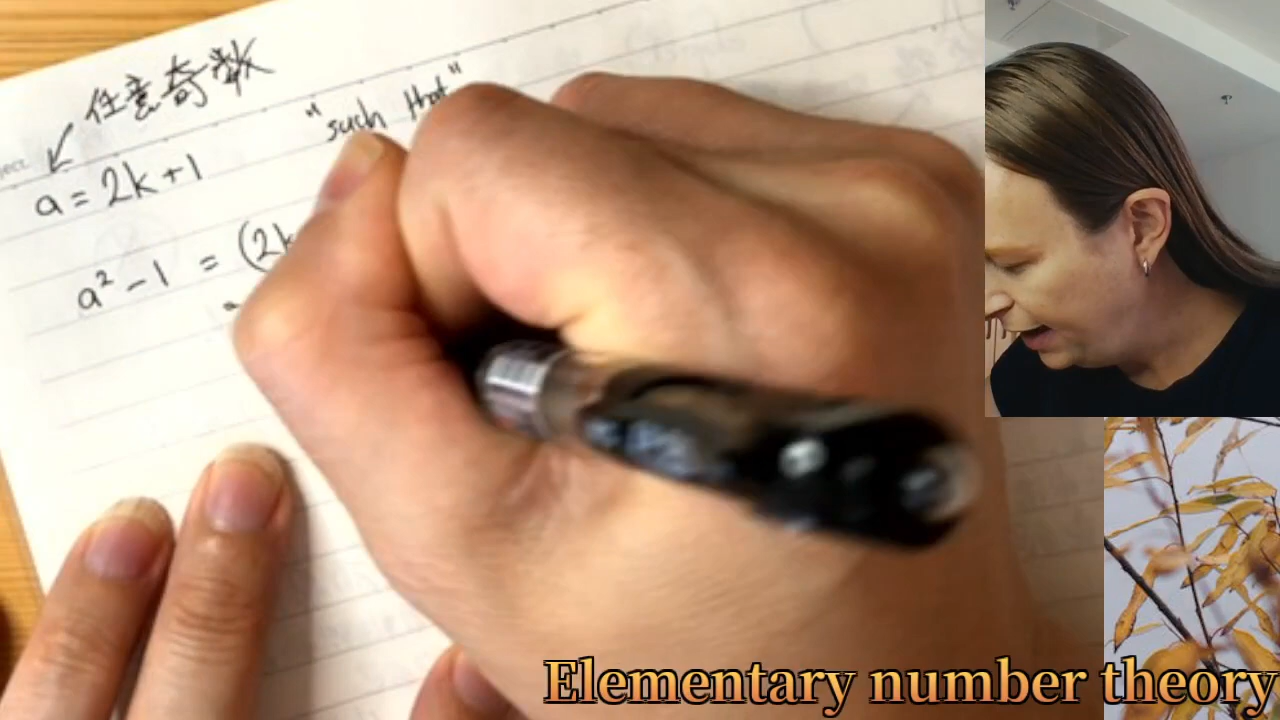 任意奇数
"such that"
a = 2k+1
a² - 1 = (2k
=
Elementary number theory